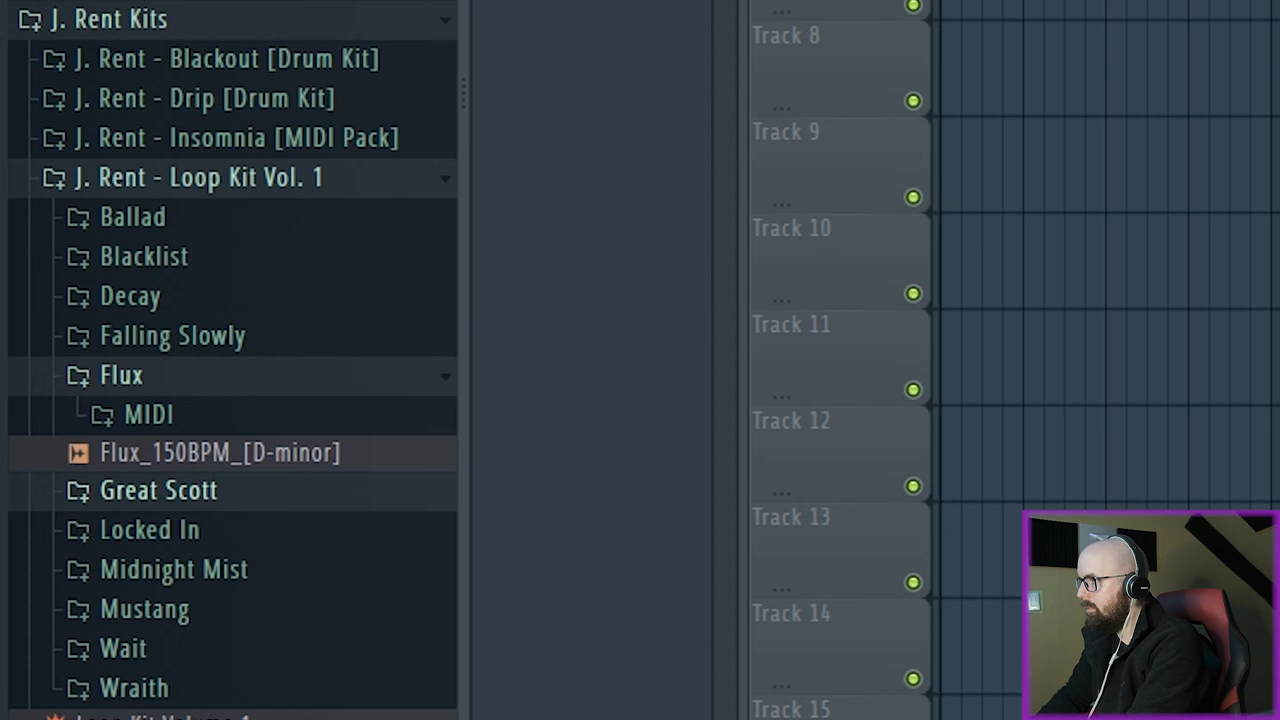 J. Rent Kits
J. Rent - Blackout [Drum Kit]
J. Rent - Drip [Drum Kit]
J. Rent - Insomnia [MIDI Pack]
J. Rent - Loop Kit Vol. 1
Ballad
Blacklist
Decay
Falling Slowly
Flux
MIDI
Flux_150BPM_[D-minor]
Great Scott
Locked In
Midnight Mist
Mustang
Wait
Wraith
Track 8
Track 9
Track 10
Track 11
Track 12
Track 13
Track 14
Track 15